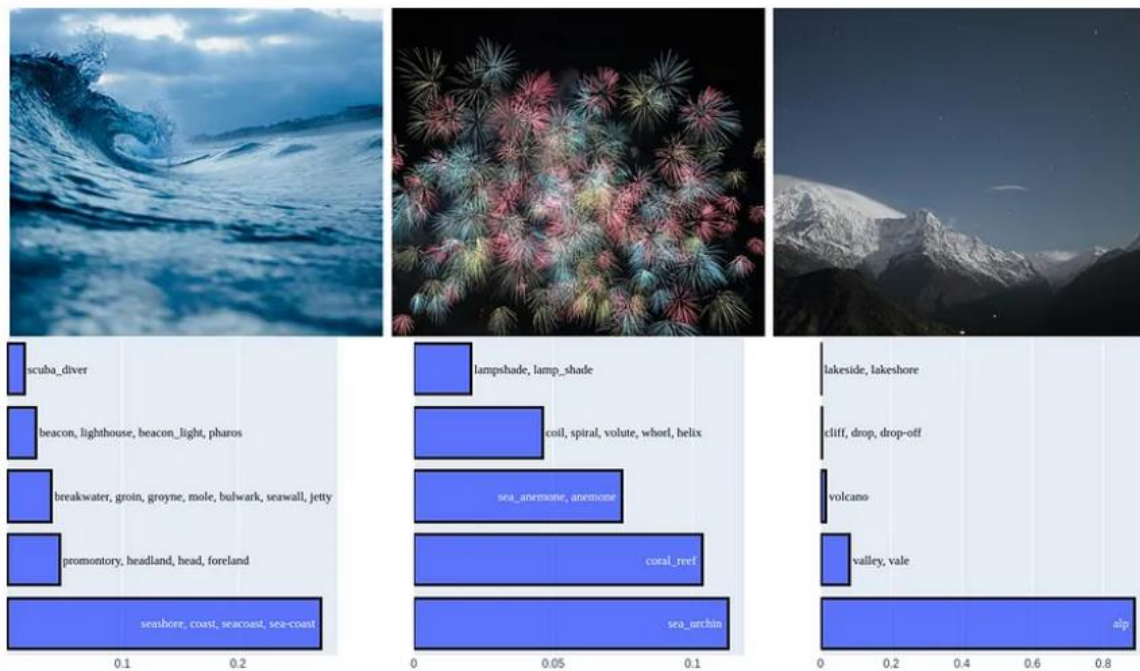 scuba_diver
beacon, lighthouse, beacon_light, pharos
breakwater, groin, groyne, mole, bulwark, seawall, jetty
promontory, headland, head, foreland
seashore, coast, seacoast, sea-coast
0.1 0.2
lampshade, lamp_shade
coil, spiral, volute, whorl, helix
sea_anemone, anemone
coral_reef
sea_urchin
0 0.05 0.1
lakeside, lakeshore
cliff, drop, drop-off
volcano
valley, vale
alp
0 0.2 0.4 0.6 0.8